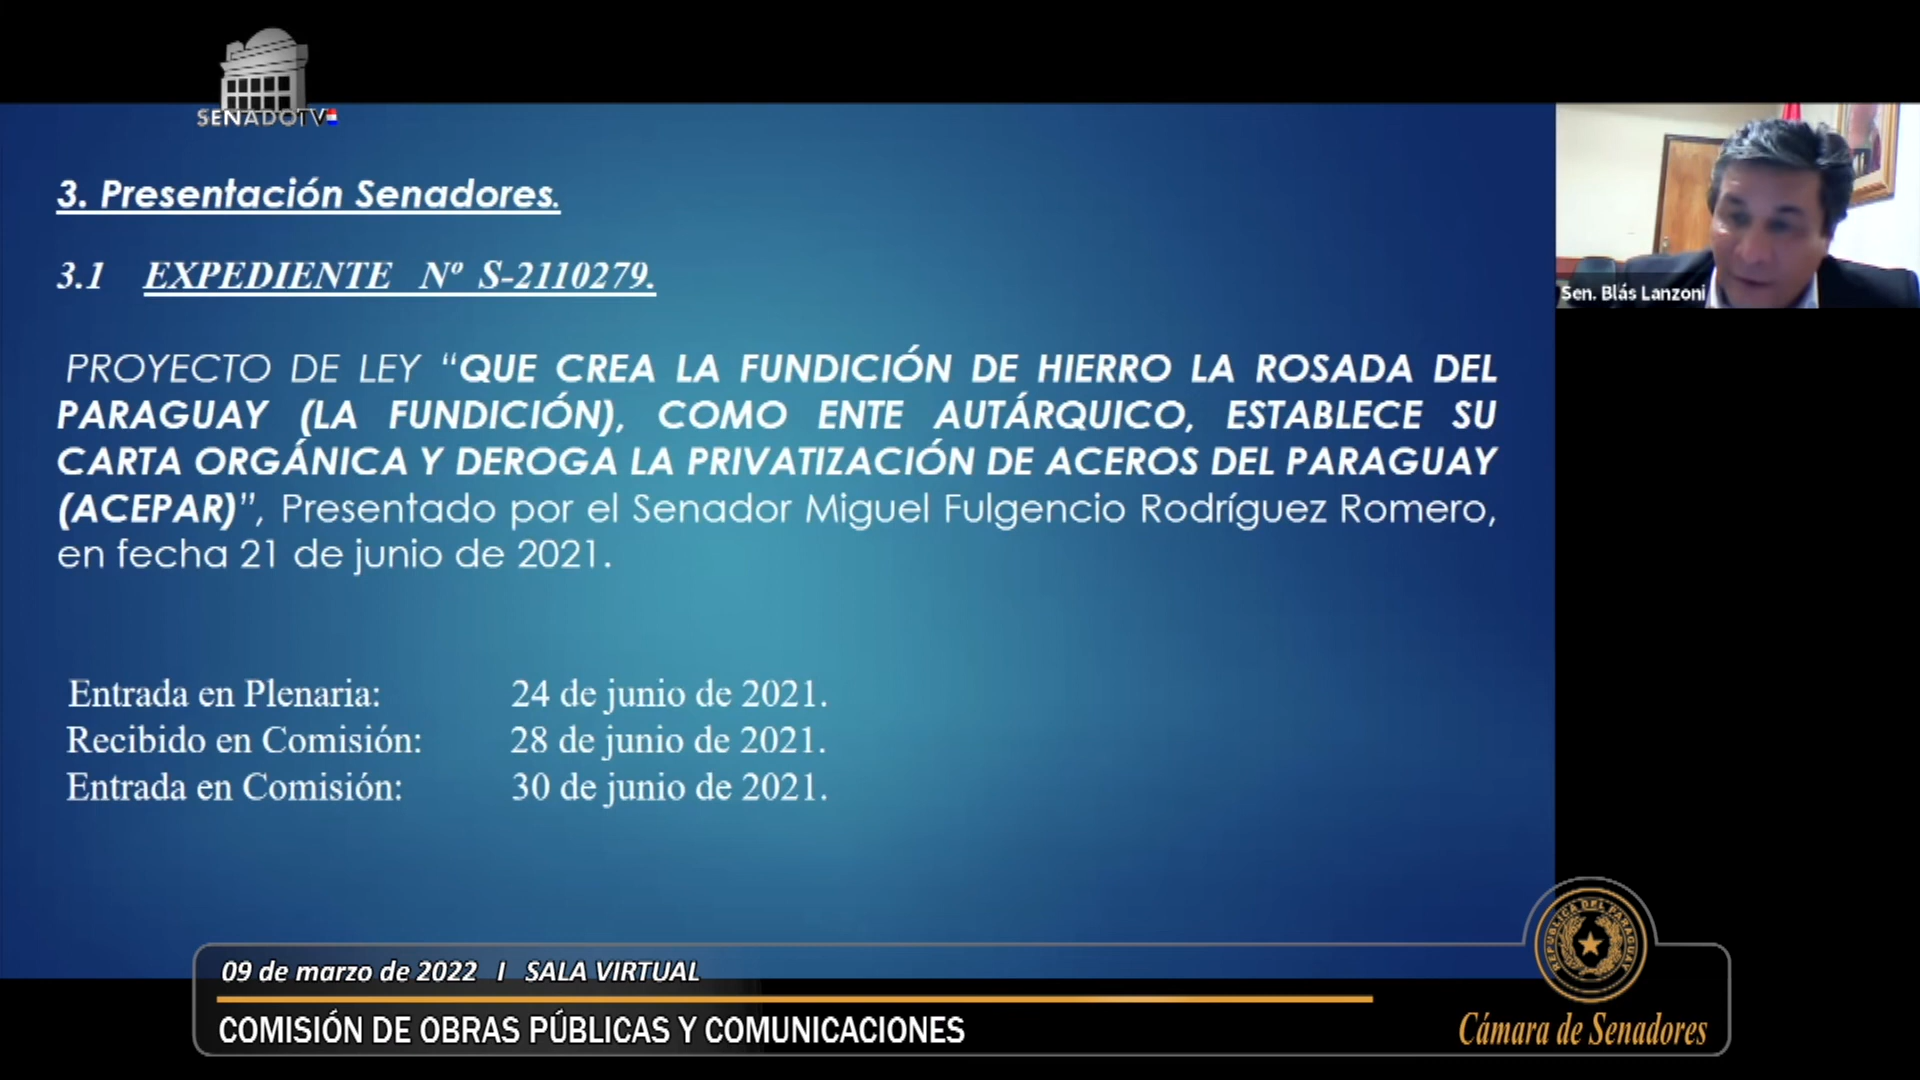 SENADOTV
3. Presentación Senadores.
3.1 EXPEDIENTE Nº S-2110279.
PROYECTO DE LEY “QUE CREA LA FUNDICIÓN DE HIERRO LA ROSADA DEL
PARAGUAY (LA FUNDICIÓN), COMO ENTE AUTÁRQUICO, ESTABLECE SU
CARTA ORGÁNICA Y DEROGA LA PRIVATIZACIÓN DE ACEROS DEL PARAGUAY
(ACEPAR)”, Presentado por el Senador Miguel Fulgencio Rodríguez Romero,
en fecha 21 de junio de 2021.
Entrada en Plenaria: 24 de junio de 2021.
Recibido en Comisión: 28 de junio de 2021.
Entrada en Comisión: 30 de junio de 2021.
Sen. Blás Lanzoni
09 de marzo de 2022 I SALA VIRTUAL
COMISIÓN DE OBRAS PÚBLICAS Y COMUNICACIONES
REPUBLICA DEL PARAGUAY
Cámara de Senadores